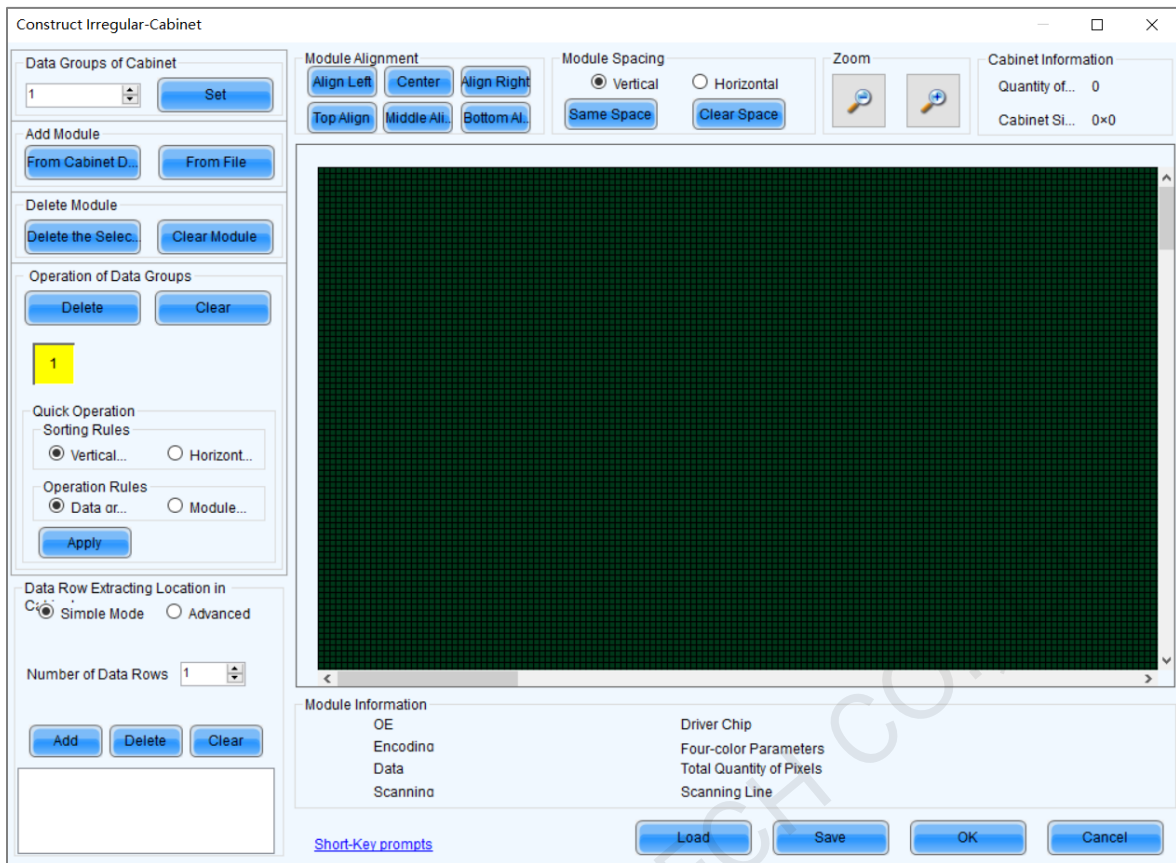 Construct Irregular-Cabinet
Data Groups of Cabinet
1
Set
Add Module
From Cabinet D...
From File
Delete Module
Delete the Selec...
Clear Module
Operation of Data Groups
Delete
Clear
1
Quick Operation
Sorting Rules
Vertical...
Horizont...
Operation Rules
Data gr...
Module...
Apply
Data Row Extracting Location in
Simple Mode
Advanced
Number of Data Rows
1
Add
Delete
Clear
Module Alignment
Align Left
Center
Align Right
Top Align
Middle Ali...
Bottom Al...
Module Spacing
Vertical
Horizontal
Same Space
Clear Space
Zoom
Cabinet Information
Quantity of... 0
Cabinet Si... 0×0
Module Information
OE
Driver Chip
Encoding
Four-color Parameters
Data
Total Quantity of Pixels
Scanning
Scanning Line
Short-Key prompts
Load
Save
OK
Cancel